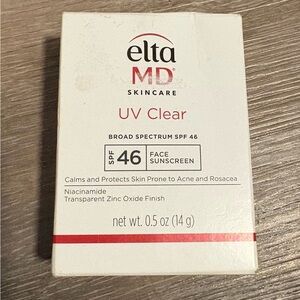 elta
MD
SKINCARE
UV Clear
BROAD SPECTRUM SPF 46
SPF 46 FACE
SUNSCREEN
Calms and Protects Skin Prone to Acne and Rosacea
Niacinamide
Transparent Zinc Oxide Finish
net wt. 0.5 oz (14 g)